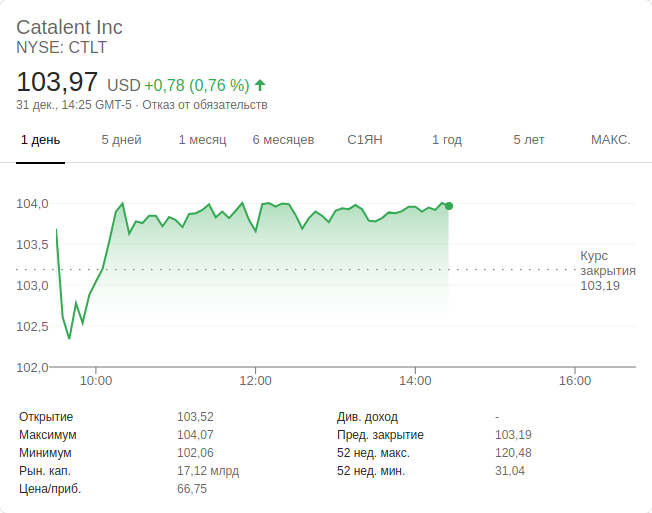 Catalent Inc
NYSE: CTLT
103,97 USD +0,78 (0,76 %)
31 дек., 14:25 GMT-5 · Отказ от обязательств
1 день 5 дней 1 месяц 6 месяцев С1ЯН 1 год 5 лет МАКС.
104,0
103,5
103,0
102,5
102,0
Курс
закрытия
103,19
10:00 12:00 14:00 16:00
Открытие 103,52
Максимум 104,07
Минимум 102,06
Рын. кап. 17,12 млрд
Цена/приб. 66,75
Див. доход -
Пред. закрытие 103,19
52 нед. макс. 120,48
52 нед. мин. 31,04